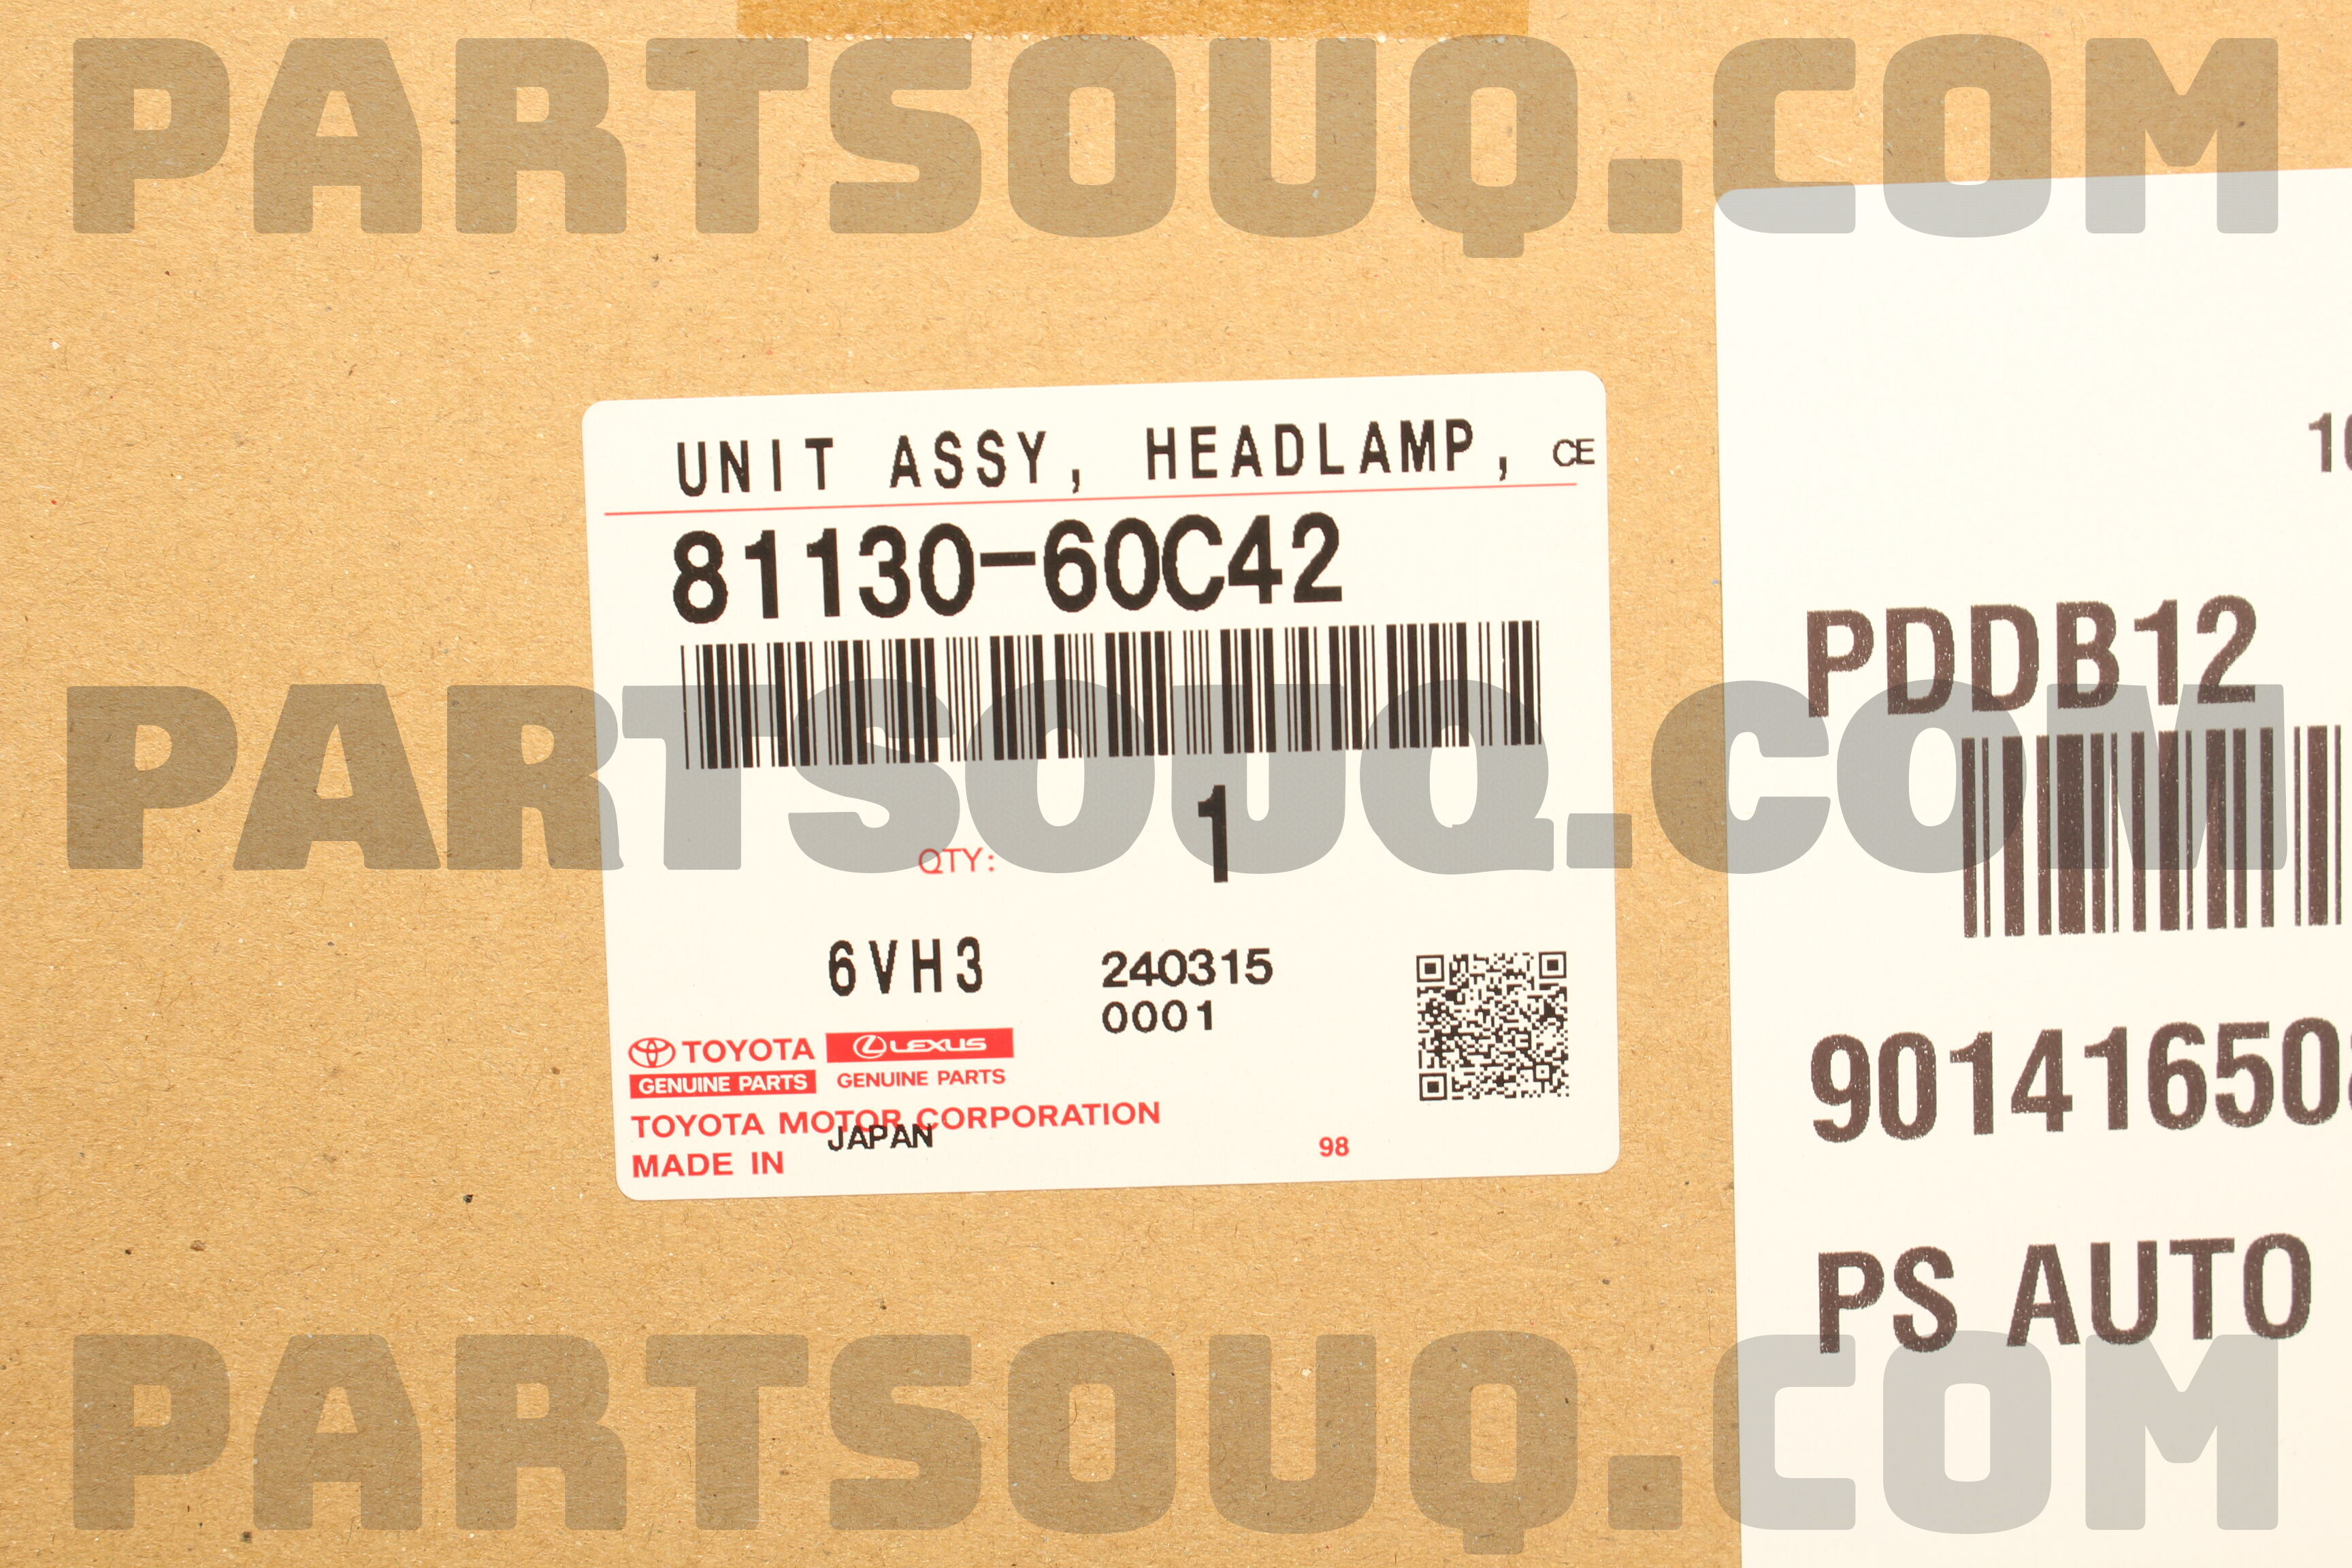 PARTSOUQ.COM
UNIT ASSY, HEADLAMP, CE
81130-60C42
PARTSOUQ.COM
QTY: 1
6VH3
240315
0001
TOYOTA
GENUINE PARTS
LEXUS
GENUINE PARTS
TOYOTA MOTOR CORPORATION
MADE IN JAPAN
98
PDDB12
90141650
PS AUTO
PARTSOUQ.COM